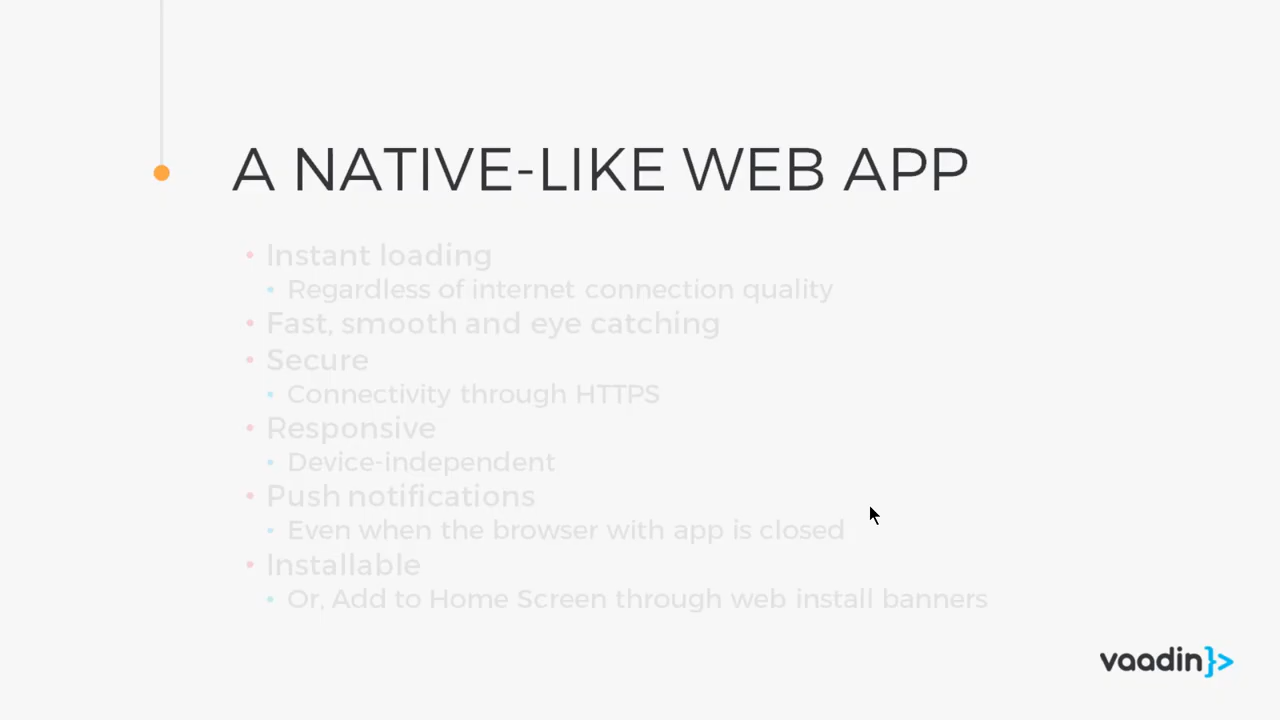 A NATIVE-LIKE WEB APP
• Instant loading
• Regardless of internet connection quality
• Fast, smooth and eye catching
• Secure
• Connectivity through HTTPS
• Responsive
• Device-independent
• Push notifications
• Even when the browser with app is closed
• Installable
• Or, Add to Home Screen through web install banners
vaadin}>